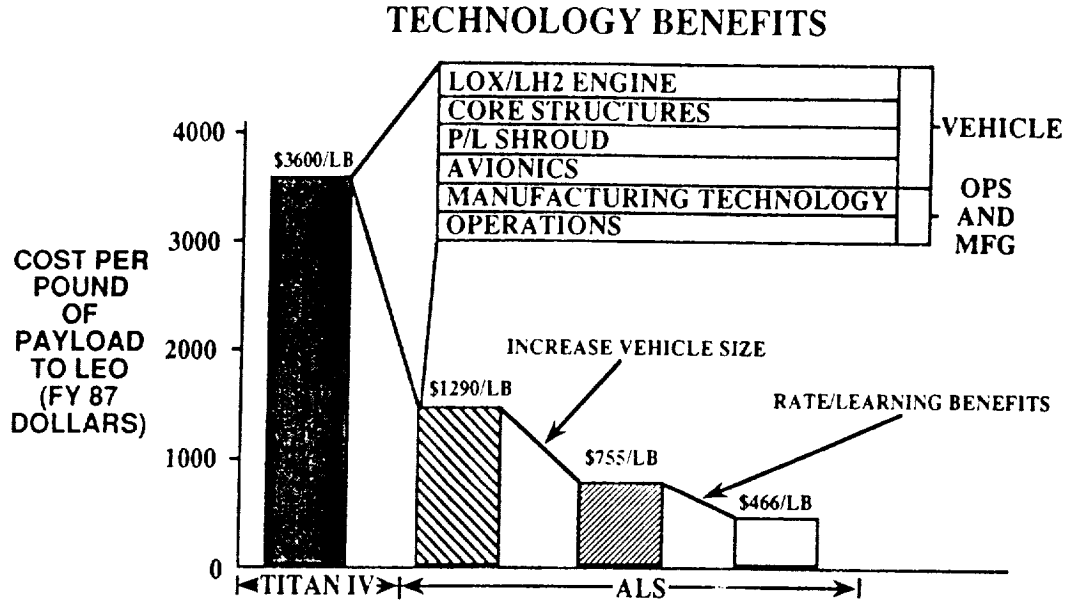 TECHNOLOGY BENEFITS
LOX/LH2 ENGINE
CORE STRUCTURES
P/L SHROUD
AVIONICS
MANUFACTURING TECHNOLOGY
OPERATIONS
VEHICLE
OPS
AND
MFG
COST PER
POUND
OF
PAYLOAD
TO LEO
(FY 87
DOLLARS)
4000
3000
2000
1000
0
$3600/LB
$1290/LB
$755/LB
$466/LB
INCREASE VEHICLE SIZE
RATE/LEARNING BENEFITS
TITAN IV
ALS